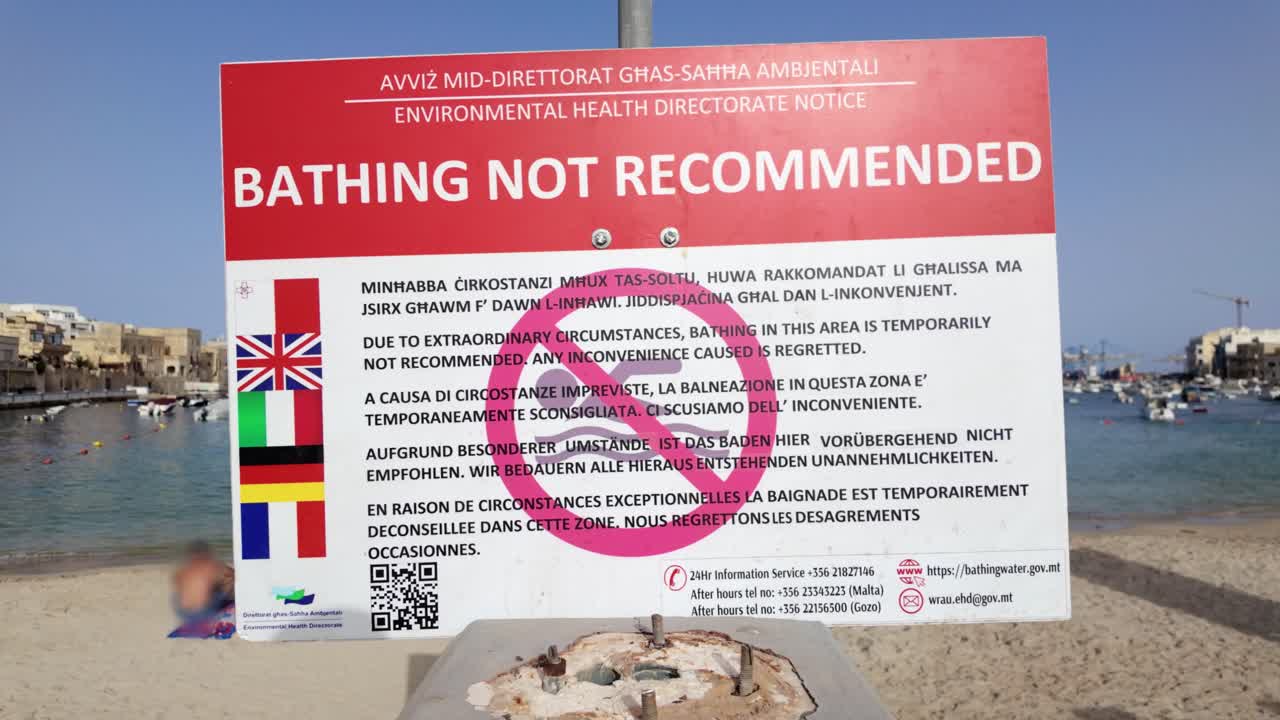 AVVIŻ MID-DIRETTORAT GĦAS-SAĦĦA AMBJENTALI
ENVIRONMENTAL HEALTH DIRECTORATE NOTICE
BATHING NOT RECOMMENDED
MINĦABBA ĊIRKOSTANZI MĦUX TAS-SOLTU, HUWA RAKKOMANDAT LI GĦALISSA MA
JSIRX GĦAWM F' DAWN L-INĦAWI. JIDDISPJAĊINA GĦAL DAN L-INKONVENJENT.
DUE TO EXTRAORDINARY CIRCUMSTANCES, BATHING IN THIS AREA IS TEMPORARILY
NOT RECOMMENDED. ANY INCONVENIENCE CAUSED IS REGRETTED.
A CAUSA DI CIRCOSTANZE IMPREVISTE, LA BALNEAZIONE IN QUESTA ZONA E'
TEMPORANEAMENTE SCONSIGLIATA. CI SCUSIAMO DELL' INCONVENIENTE.
AUFGRUND BESONDERER UMSTÄNDE IST DAS BADEN HIER VORÜBERGEHEND NICHT
EMPFOHLEN. WIR BEDAUERN ALLE HIERAUS ENTSTEHENDEN UNANNEHMLICHKEITEN.
EN RAISON DE CIRCONSTANCES EXCEPTIONNELLES LA BAIGNADE EST TEMPORAIREMENT
DECONSEILLEE DANS CETTE ZONE. NOUS REGRETTONS LES DESAGREMENTS
OCCASIONNES.
Direttorat għas-Saħħa Ambjentali
Environmental Health Directorate
24Hr Information Service +356 21827146
After hours tel no: +356 23343223 (Malta)
After hours tel no: +356 22156500 (Gozo)
WWW
https://bathingwater.gov.mt
wrau.ehd@gov.mt